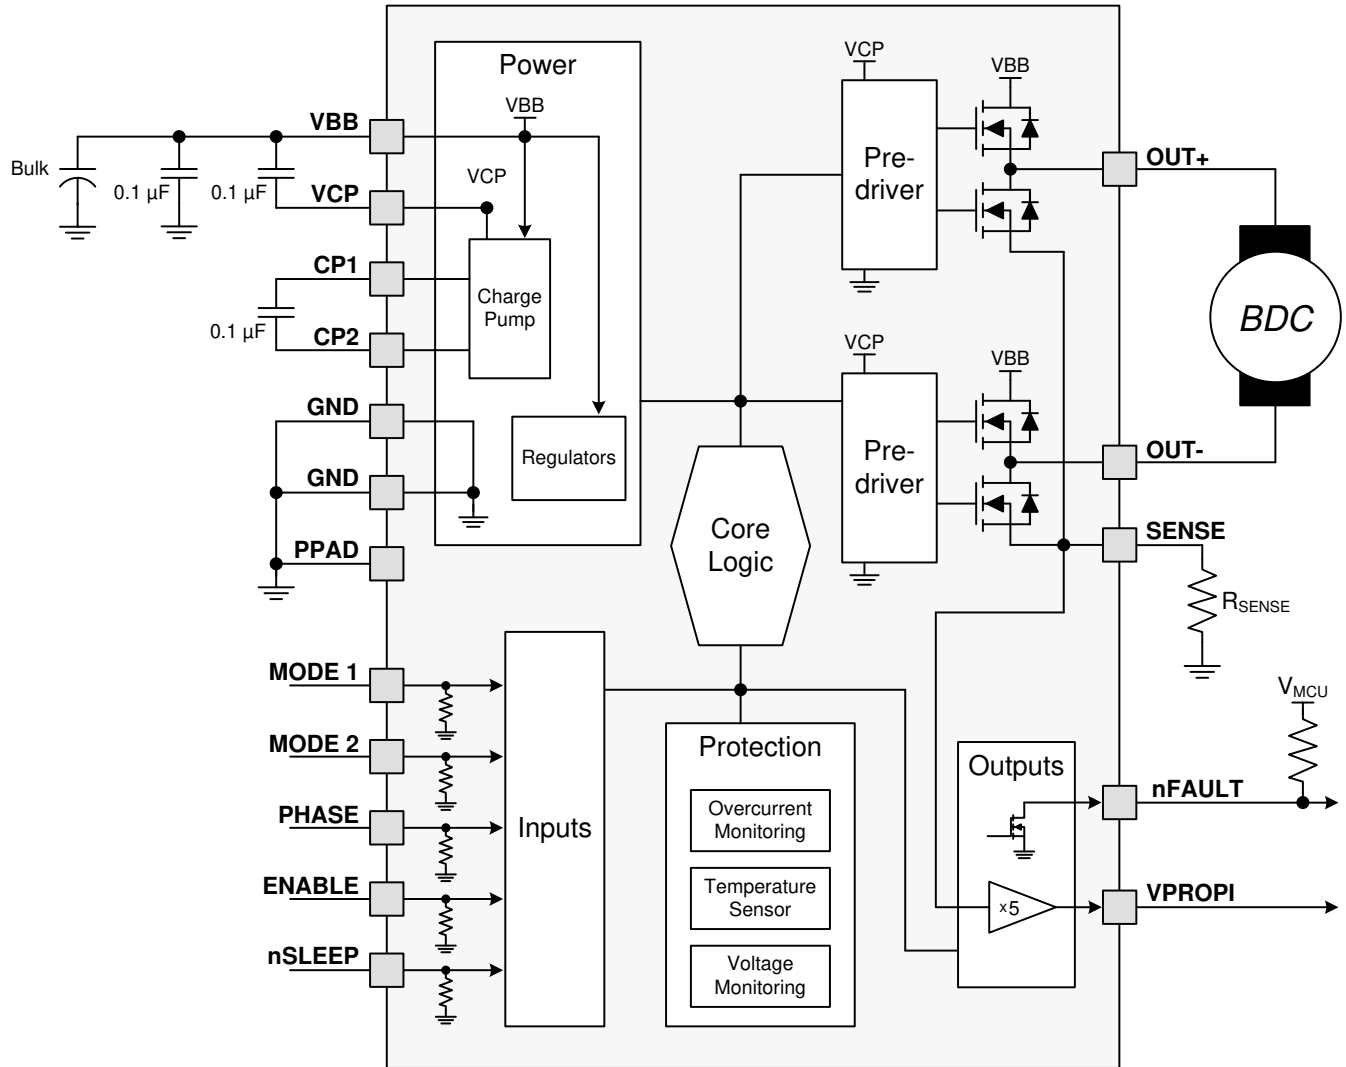 Power
VBB
VCP
VBB
VBB
VBB
OUT+
Bulk
0.1 µF
0.1 µF
VCP
VCP
Pre-
driver
CP1
Charge
Pump
0.1 µF
CP2
BDC
VCP
VBB
GND
Regulators
Pre-
driver
OUT-
GND
Core
Logic
SENSE
PPAD
RSENSE
MODE 1
VMCU
MODE 2
Protection
Outputs
nFAULT
PHASE
Inputs
Overcurrent
Monitoring
ENABLE
Temperature
Sensor
x5
VPROPI
nSLEEP
Voltage
Monitoring